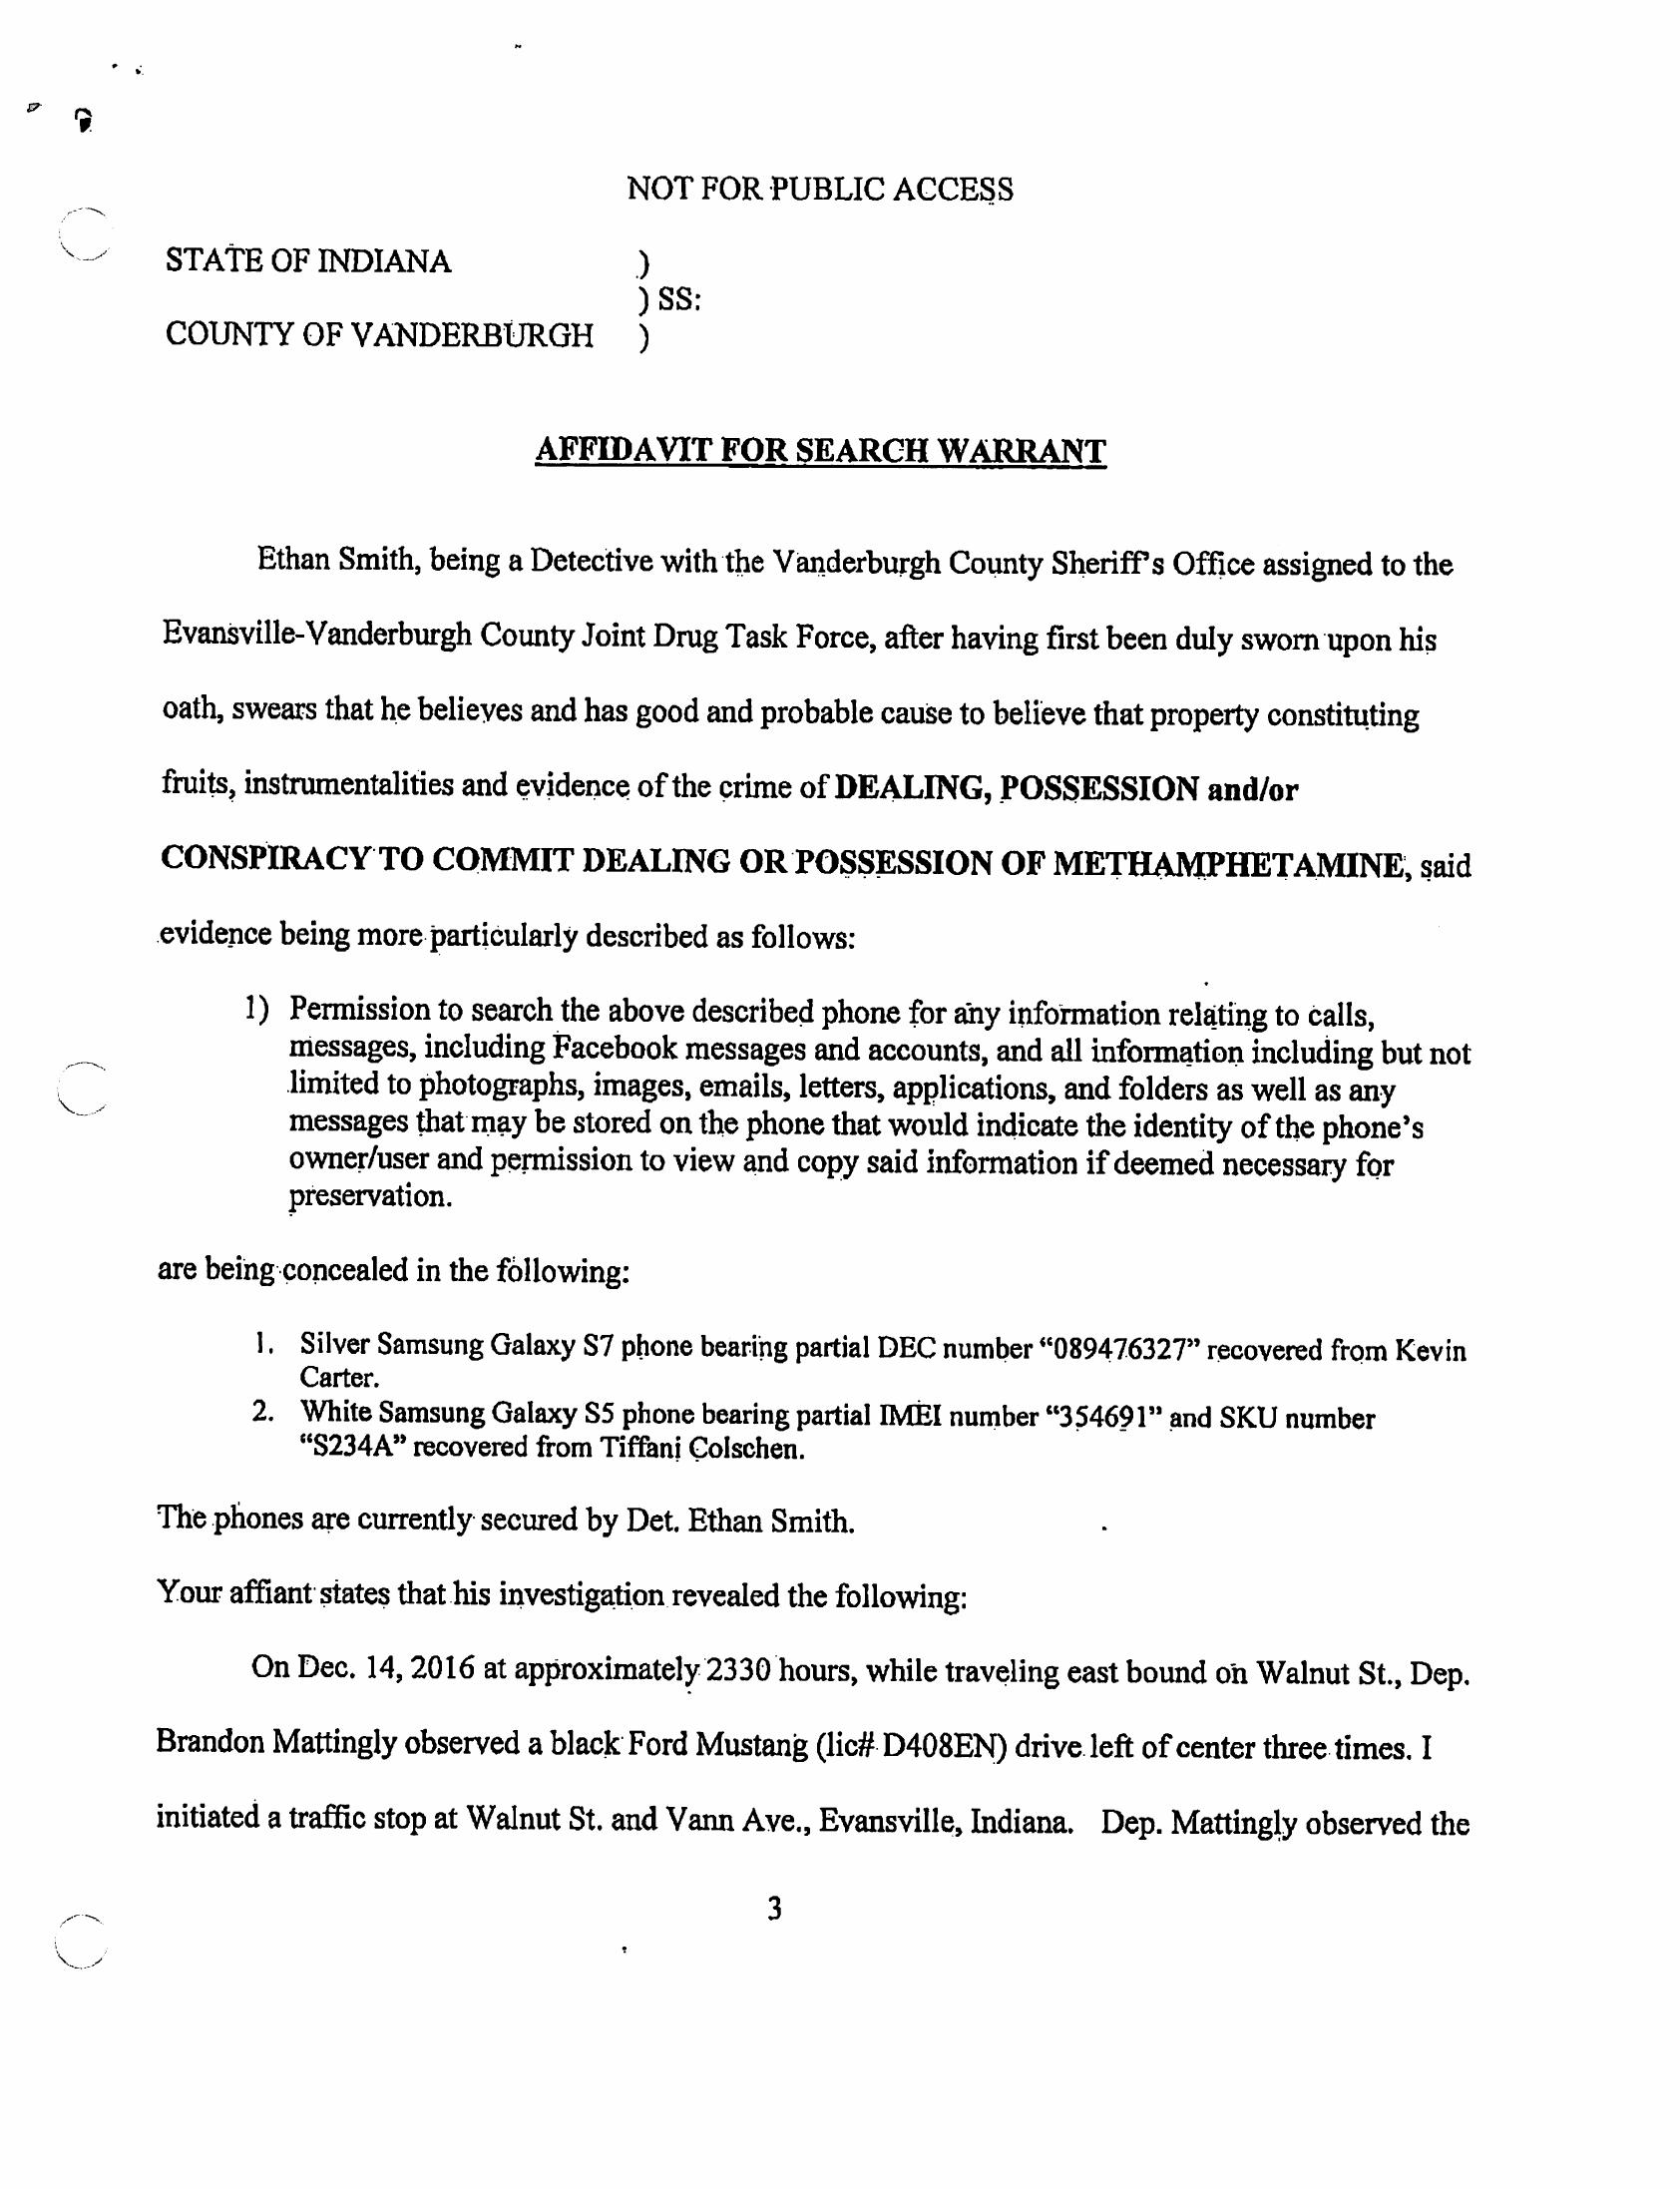 NOT FOR PUBLIC ACCESS
STATE OF INDIANA )
) SS:
COUNTY OF VANDERBURGH )
AFFIDAVIT FOR SEARCH WARRANT
Ethan Smith, being a Detective with the Vanderburgh County Sheriff's Office assigned to the
Evansville-Vanderburgh County Joint Drug Task Force, after having first been duly sworn upon his
oath, swears that he believes and has good and probable cause to believe that property constituting
fruits, instrumentalities and evidence of the crime of DEALING, POSSESSION and/or
CONSPIRACY TO COMMIT DEALING OR POSSESSION OF METHAMPHETAMINE, said
evidence being more particularly described as follows:
1) Permission to search the above described phone for any information relating to calls,
messages, including Facebook messages and accounts, and all information including but not
limited to photographs, images, emails, letters, applications, and folders as well as any
messages that may be stored on the phone that would indicate the identity of the phone's
owner/user and permission to view and copy said information if deemed necessary for
preservation.
are being concealed in the following:
1. Silver Samsung Galaxy S7 phone bearing partial DEC number "089476327" recovered from Kevin
Carter.
2. White Samsung Galaxy S5 phone bearing partial IMEI number "354691" and SKU number
"S234A" recovered from Tiffani Colschen.
The phones are currently secured by Det. Ethan Smith.
Your affiant states that his investigation revealed the following:
On Dec. 14, 2016 at approximately 2330 hours, while traveling east bound on Walnut St., Dep.
Brandon Mattingly observed a black Ford Mustang (lic# D408EN) drive left of center three times. I
initiated a traffic stop at Walnut St. and Vann Ave., Evansville, Indiana. Dep. Mattingly observed the
3